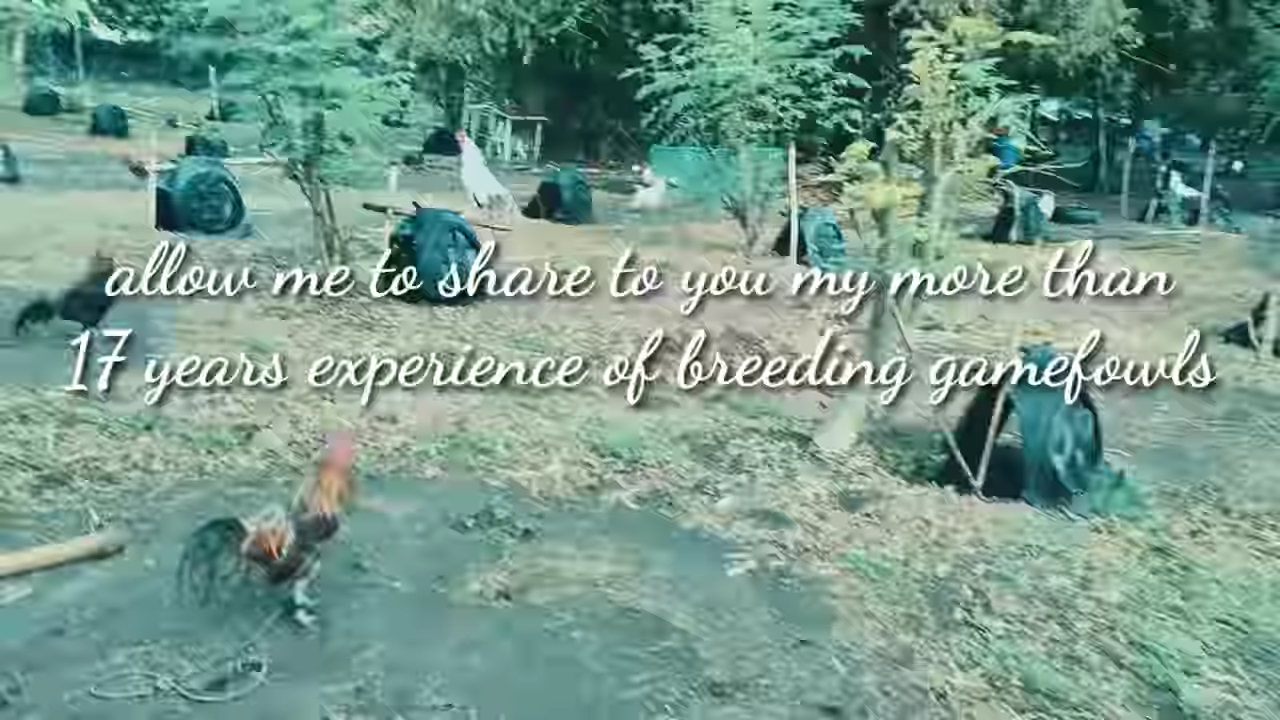 allow me to share to you my more than
17 years experience of breeding gamefowls